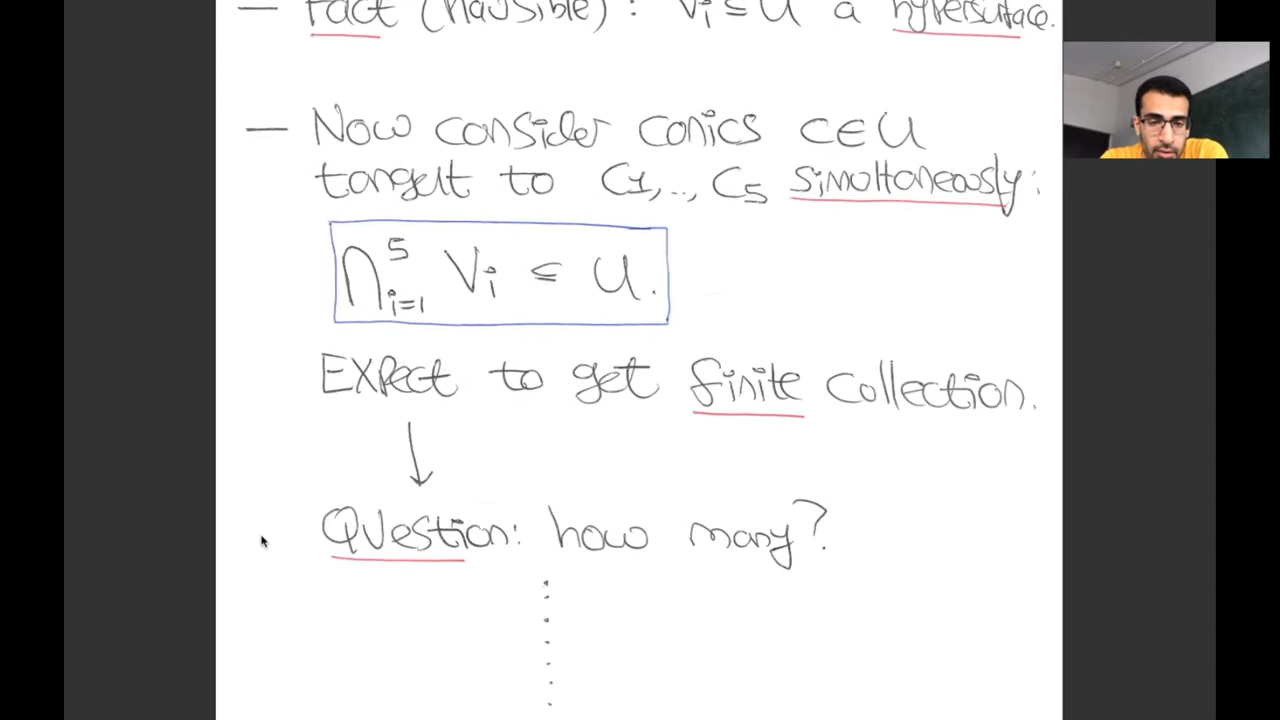 — Fact (Plausible): Vi ⊆ U a hypersurface.
— Now consider conics C ∈ U
tangent to C1,.., C5 simultaneously:
⋂_{i=1}^{5} Vi ⊆ U.
Expect to get finite collection.
↓
Question: how many?